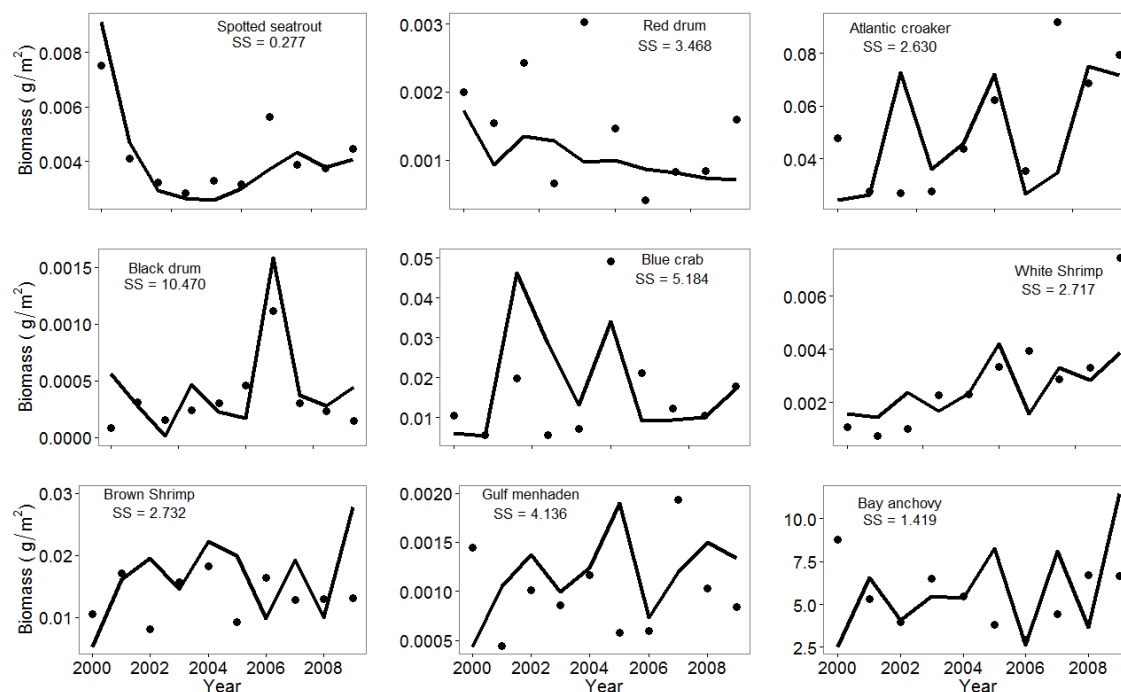 Spotted seatrout
SS = 0.277
0.008
0.006
0.004
Biomass ( g/m²)
Red drum
SS = 3.468
0.003
0.002
0.001
Atlantic croaker
SS = 2.630
0.08
0.06
0.04
Black drum
SS = 10.470
0.0015
0.0010
0.0005
0.0000
Biomass ( g/m²)
Blue crab
SS = 5.184
0.05
0.04
0.03
0.02
0.01
White Shrimp
SS = 2.717
0.006
0.004
0.002
Brown Shrimp
SS = 2.732
0.03
0.02
0.01
Biomass ( g/m²)
2000 2002 2004 2006 2008
Year
Gulf menhaden
SS = 4.136
0.0020
0.0015
0.0010
0.0005
2000 2002 2004 2006 2008
Year
Bay anchovy
SS = 1.419
10.0
7.5
5.0
2.5
2000 2002 2004 2006 2008
Year